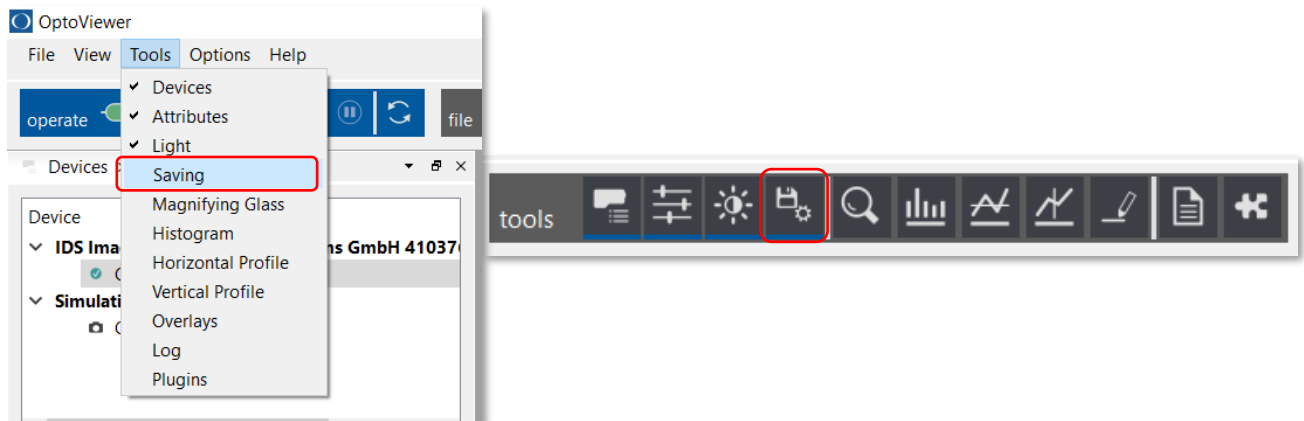 OptoViewer
File View Tools Options Help
Devices
Attributes
Light
Saving
Magnifying Glass
Histogram
Horizontal Profile
Vertical Profile
Overlays
Log
Plugins
operate
file
Devices
Device
IDS Ima ns GmbH 41037
Simulati
tools